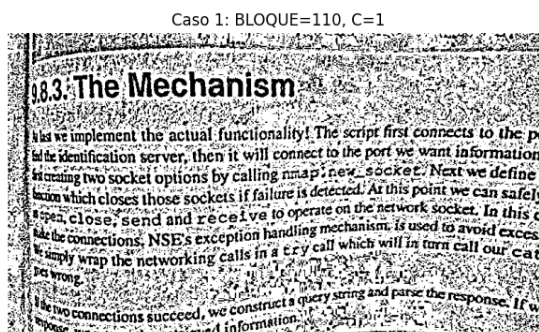 Caso 1: BLOQUE=110, C=1
9.8.3. The Mechanism
we implement the actual functionality! The script first connects to the
the identification server, then it will connect to the port we want information
creating two socket options by calling nmap.new_socket. Next we define
which closes those sockets if failure is detected. At this point we can safely
open, close, send and receive to operate on the network socket. In this
the connections, NSE's exception handling mechanism, is used to avoid
simply wrap the networking calls in a try call which will in turn call our
wrong.
the two connections succeed, we construct a query string and parse the response. If
information.